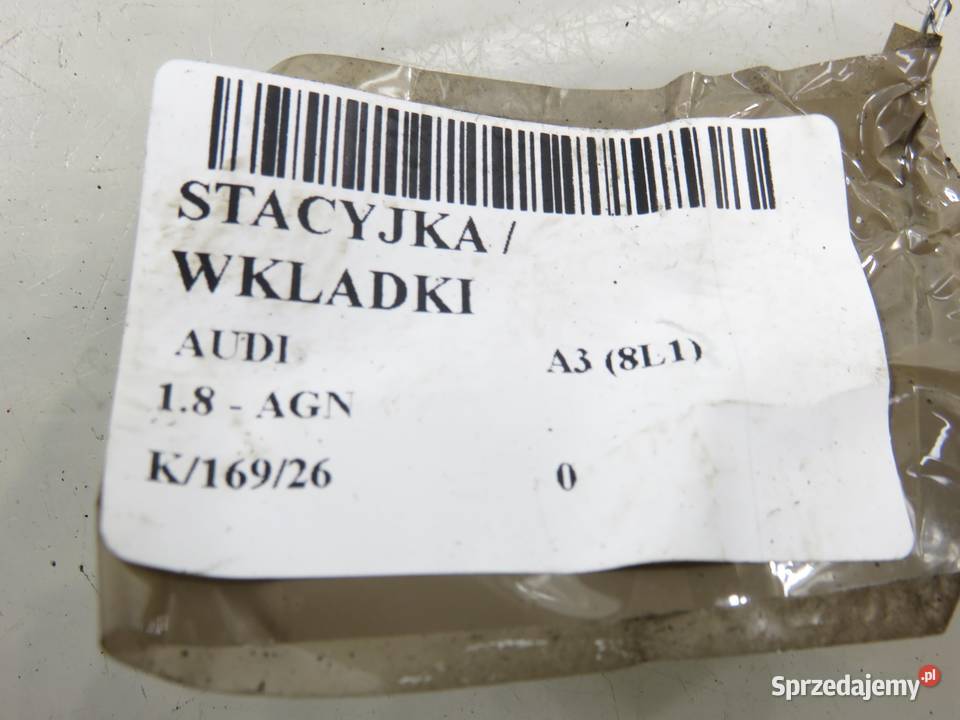 STACYJKA /
WKLADKI
AUDI A3 (8L1)
1.8 - AGN
K/169/26 0
Sprzedajemy.pl